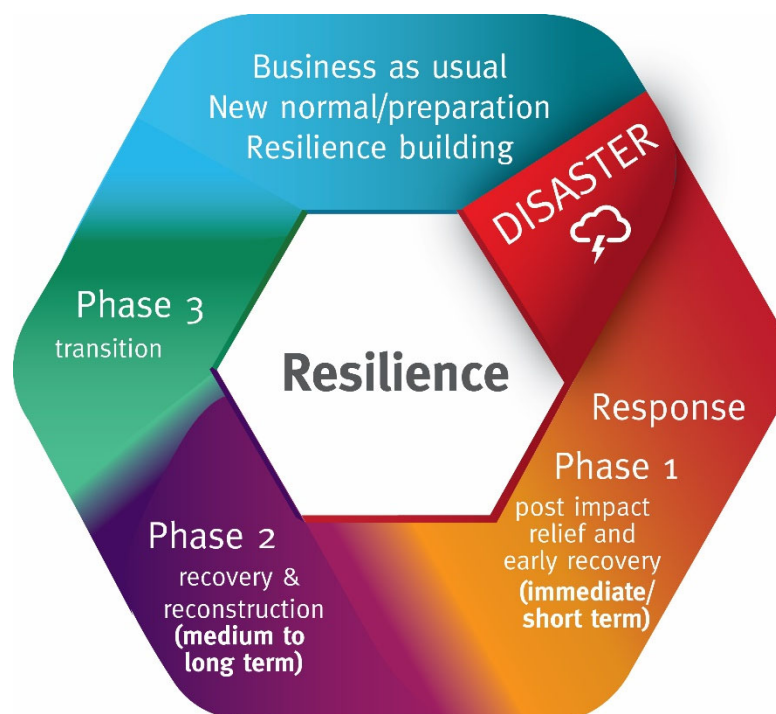 Business as usual
New normal/preparation
Resilience building
DISASTER
Resilience
Response
Phase 1
post impact
relief and
early recovery
(immediate/
short term)
Phase 2
recovery &
reconstruction
(medium to
long term)
Phase 3
transition